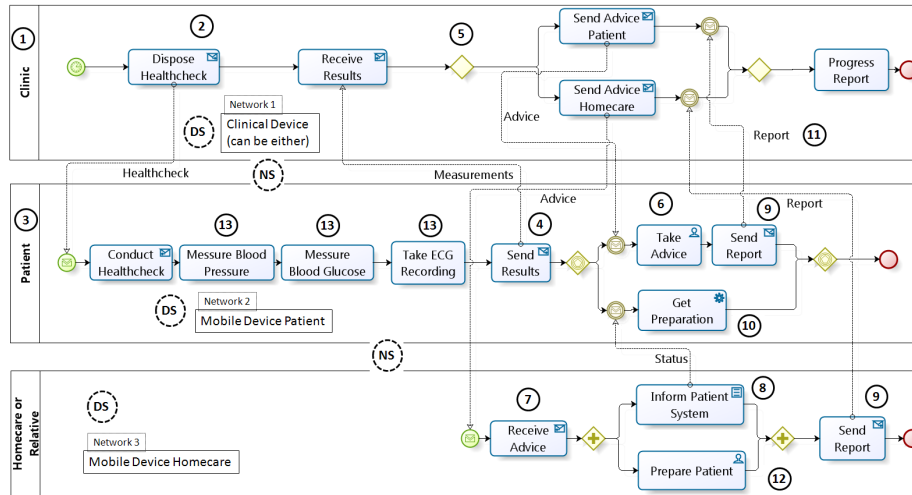 1
Clinic
2
Dispose
Healthcheck
Receive
Results
5
Send Advice
Patient
Send Advice
Homecare
Progress
Report
Network 1
DS
Clinical Device
(can be either)
Advice
Report
11
Healthcheck
NS
Measurements
Advice
Report
3
Patient
Conduct
Healthcheck
13
Messure Blood
Pressure
13
Messure
Blood Glucose
13
Take ECG
Recording
4
Send
Results
6
Take
Advice
9
Send
Report
Get
Preparation
10
DS
Network 2
Mobile Device Patient
NS
Status
Homecare or
Relative
DS
Network 3
Mobile Device Homecare
7
Receive
Advice
8
Inform Patient
System
Prepare Patient
12
9
Send
Report